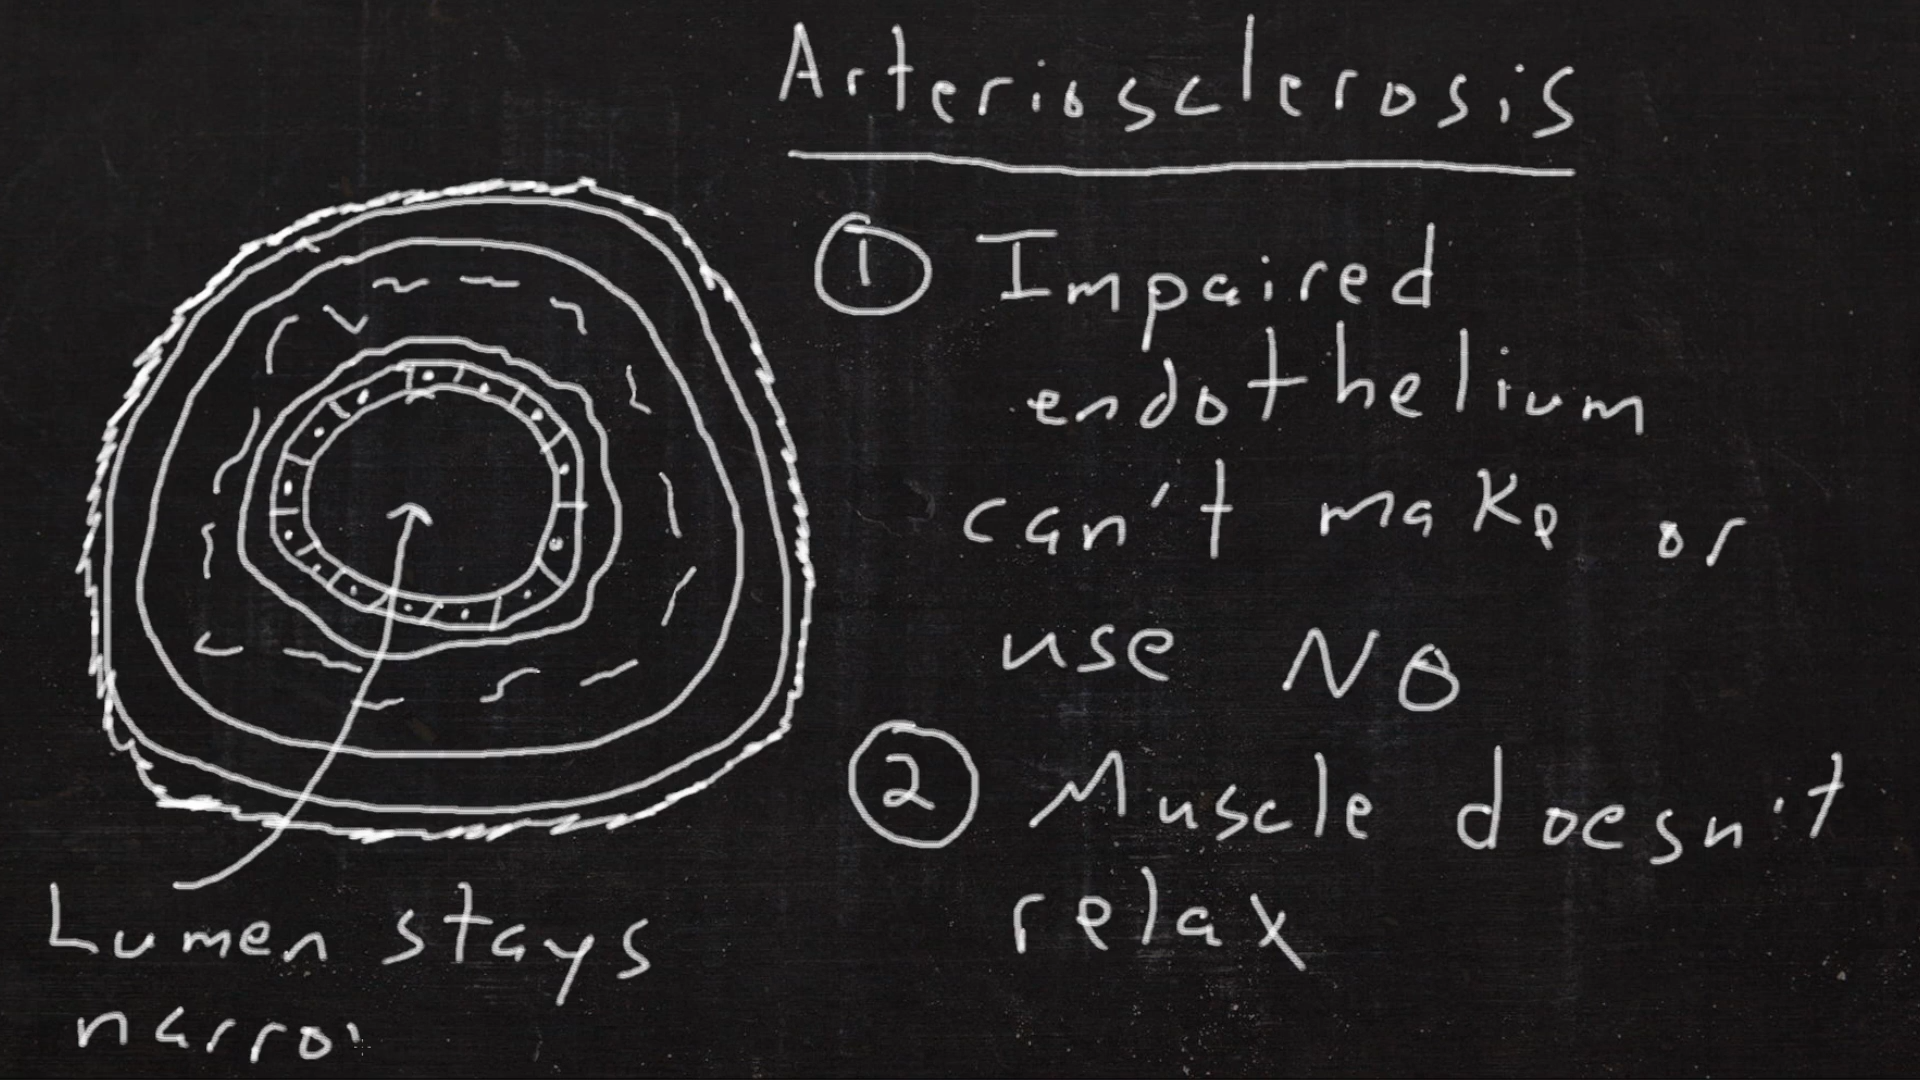 Arteriosclerosis
① Impaired
endothelium
can't make or
use NO
② Muscle doesn't
relax
Lumen stays
narro